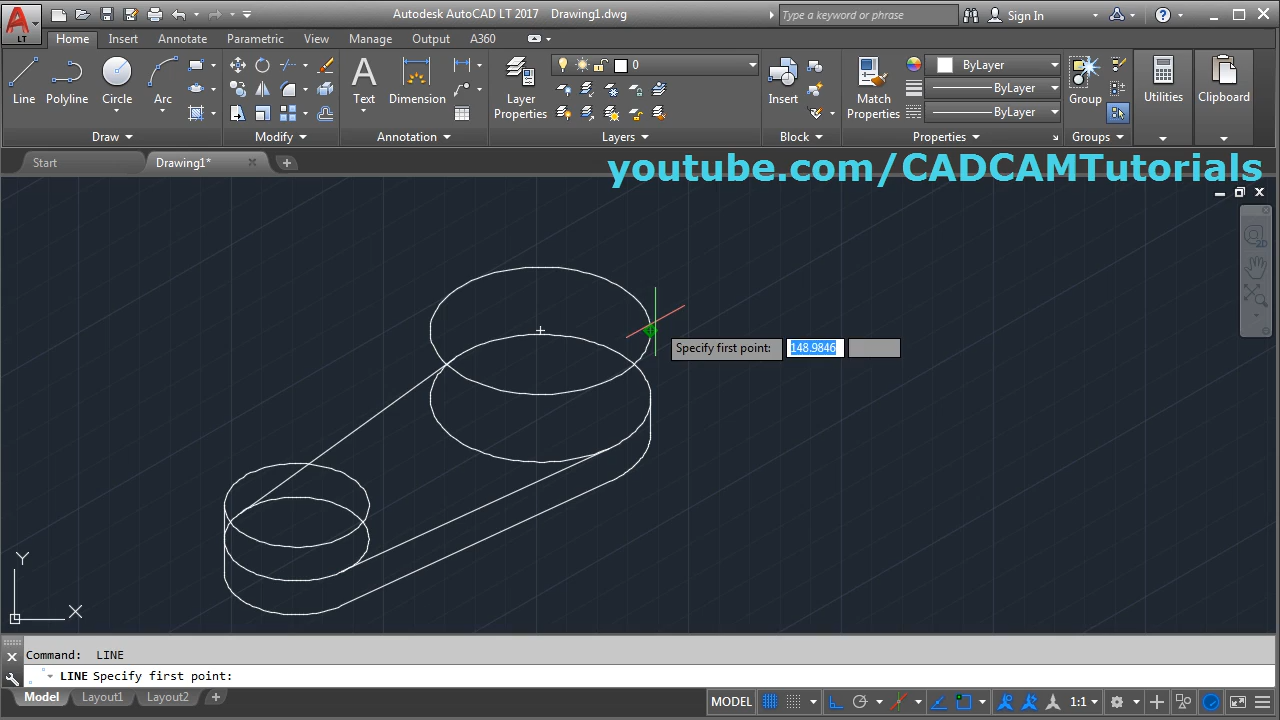 Autodesk AutoCAD LT 2017 Drawing1.dwg
Type a keyword or phrase
Sign In
LT
Home Insert Annotate Parametric View Manage Output A360
Line Polyline Circle Arc
Text Dimension
Layer Properties
0
Insert
Match Properties
ByLayer
ByLayer
ByLayer
Group
Utilities
Clipboard
Draw Modify Annotation Layers Block Properties Groups
Start Drawing1*
youtube.com/CADCAMTutorials
Specify first point: 148.9846
Y
X
Command: LINE
LINE Specify first point:
Model Layout1 Layout2
MODEL 1:1